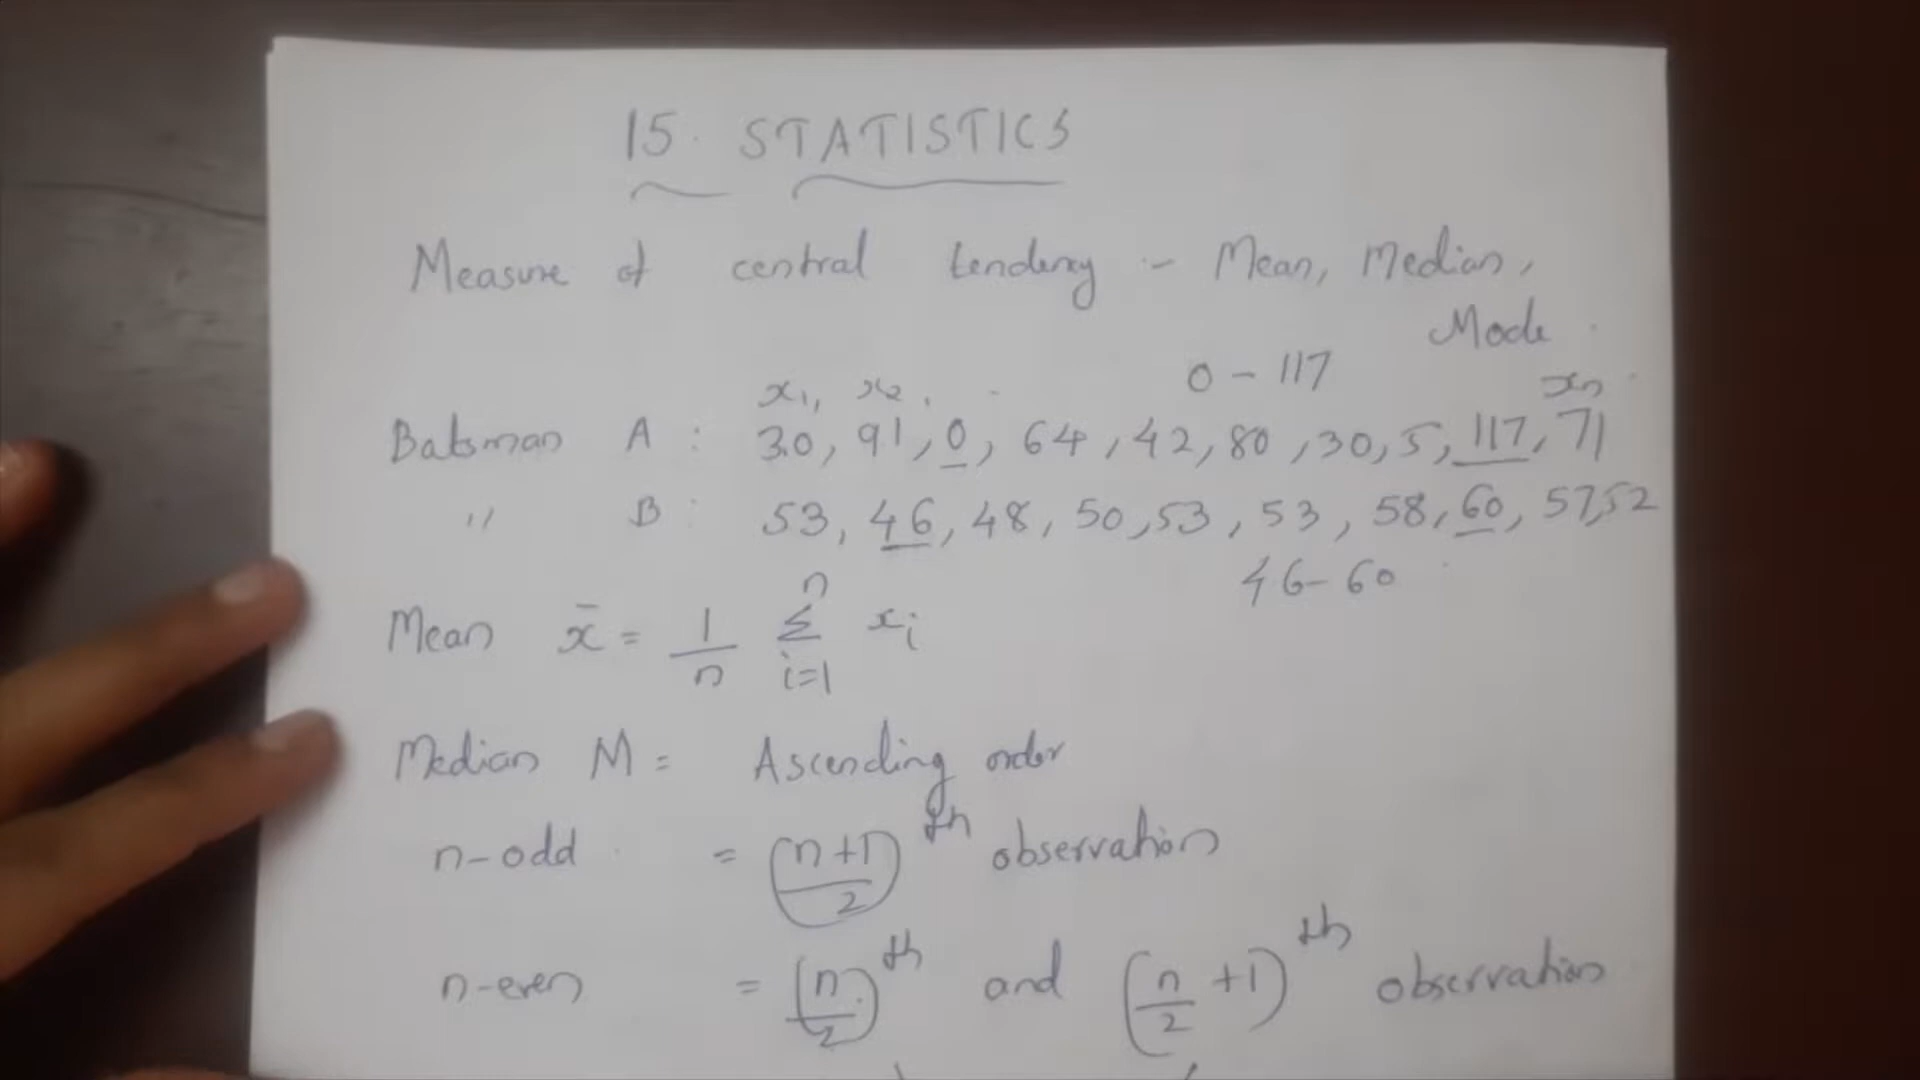 15. STATISTICS
Measure of central tendency - Mean, Median,
Mode
0 - 117
x₁, x₂, . xₙ
Batsman A : 30, 91, 0, 64, 42, 80, 30, 5, 117, 71
" B : 53, 46, 48, 50, 53, 53, 58, 60, 57, 52
46-60
Mean x̄ = 1/n Σ_{i=1}^{n} xᵢ
Median M = Ascending order
n-odd = ((n+1)/2)th observation
n-even = (n/2)th and (n/2 +1)th observation